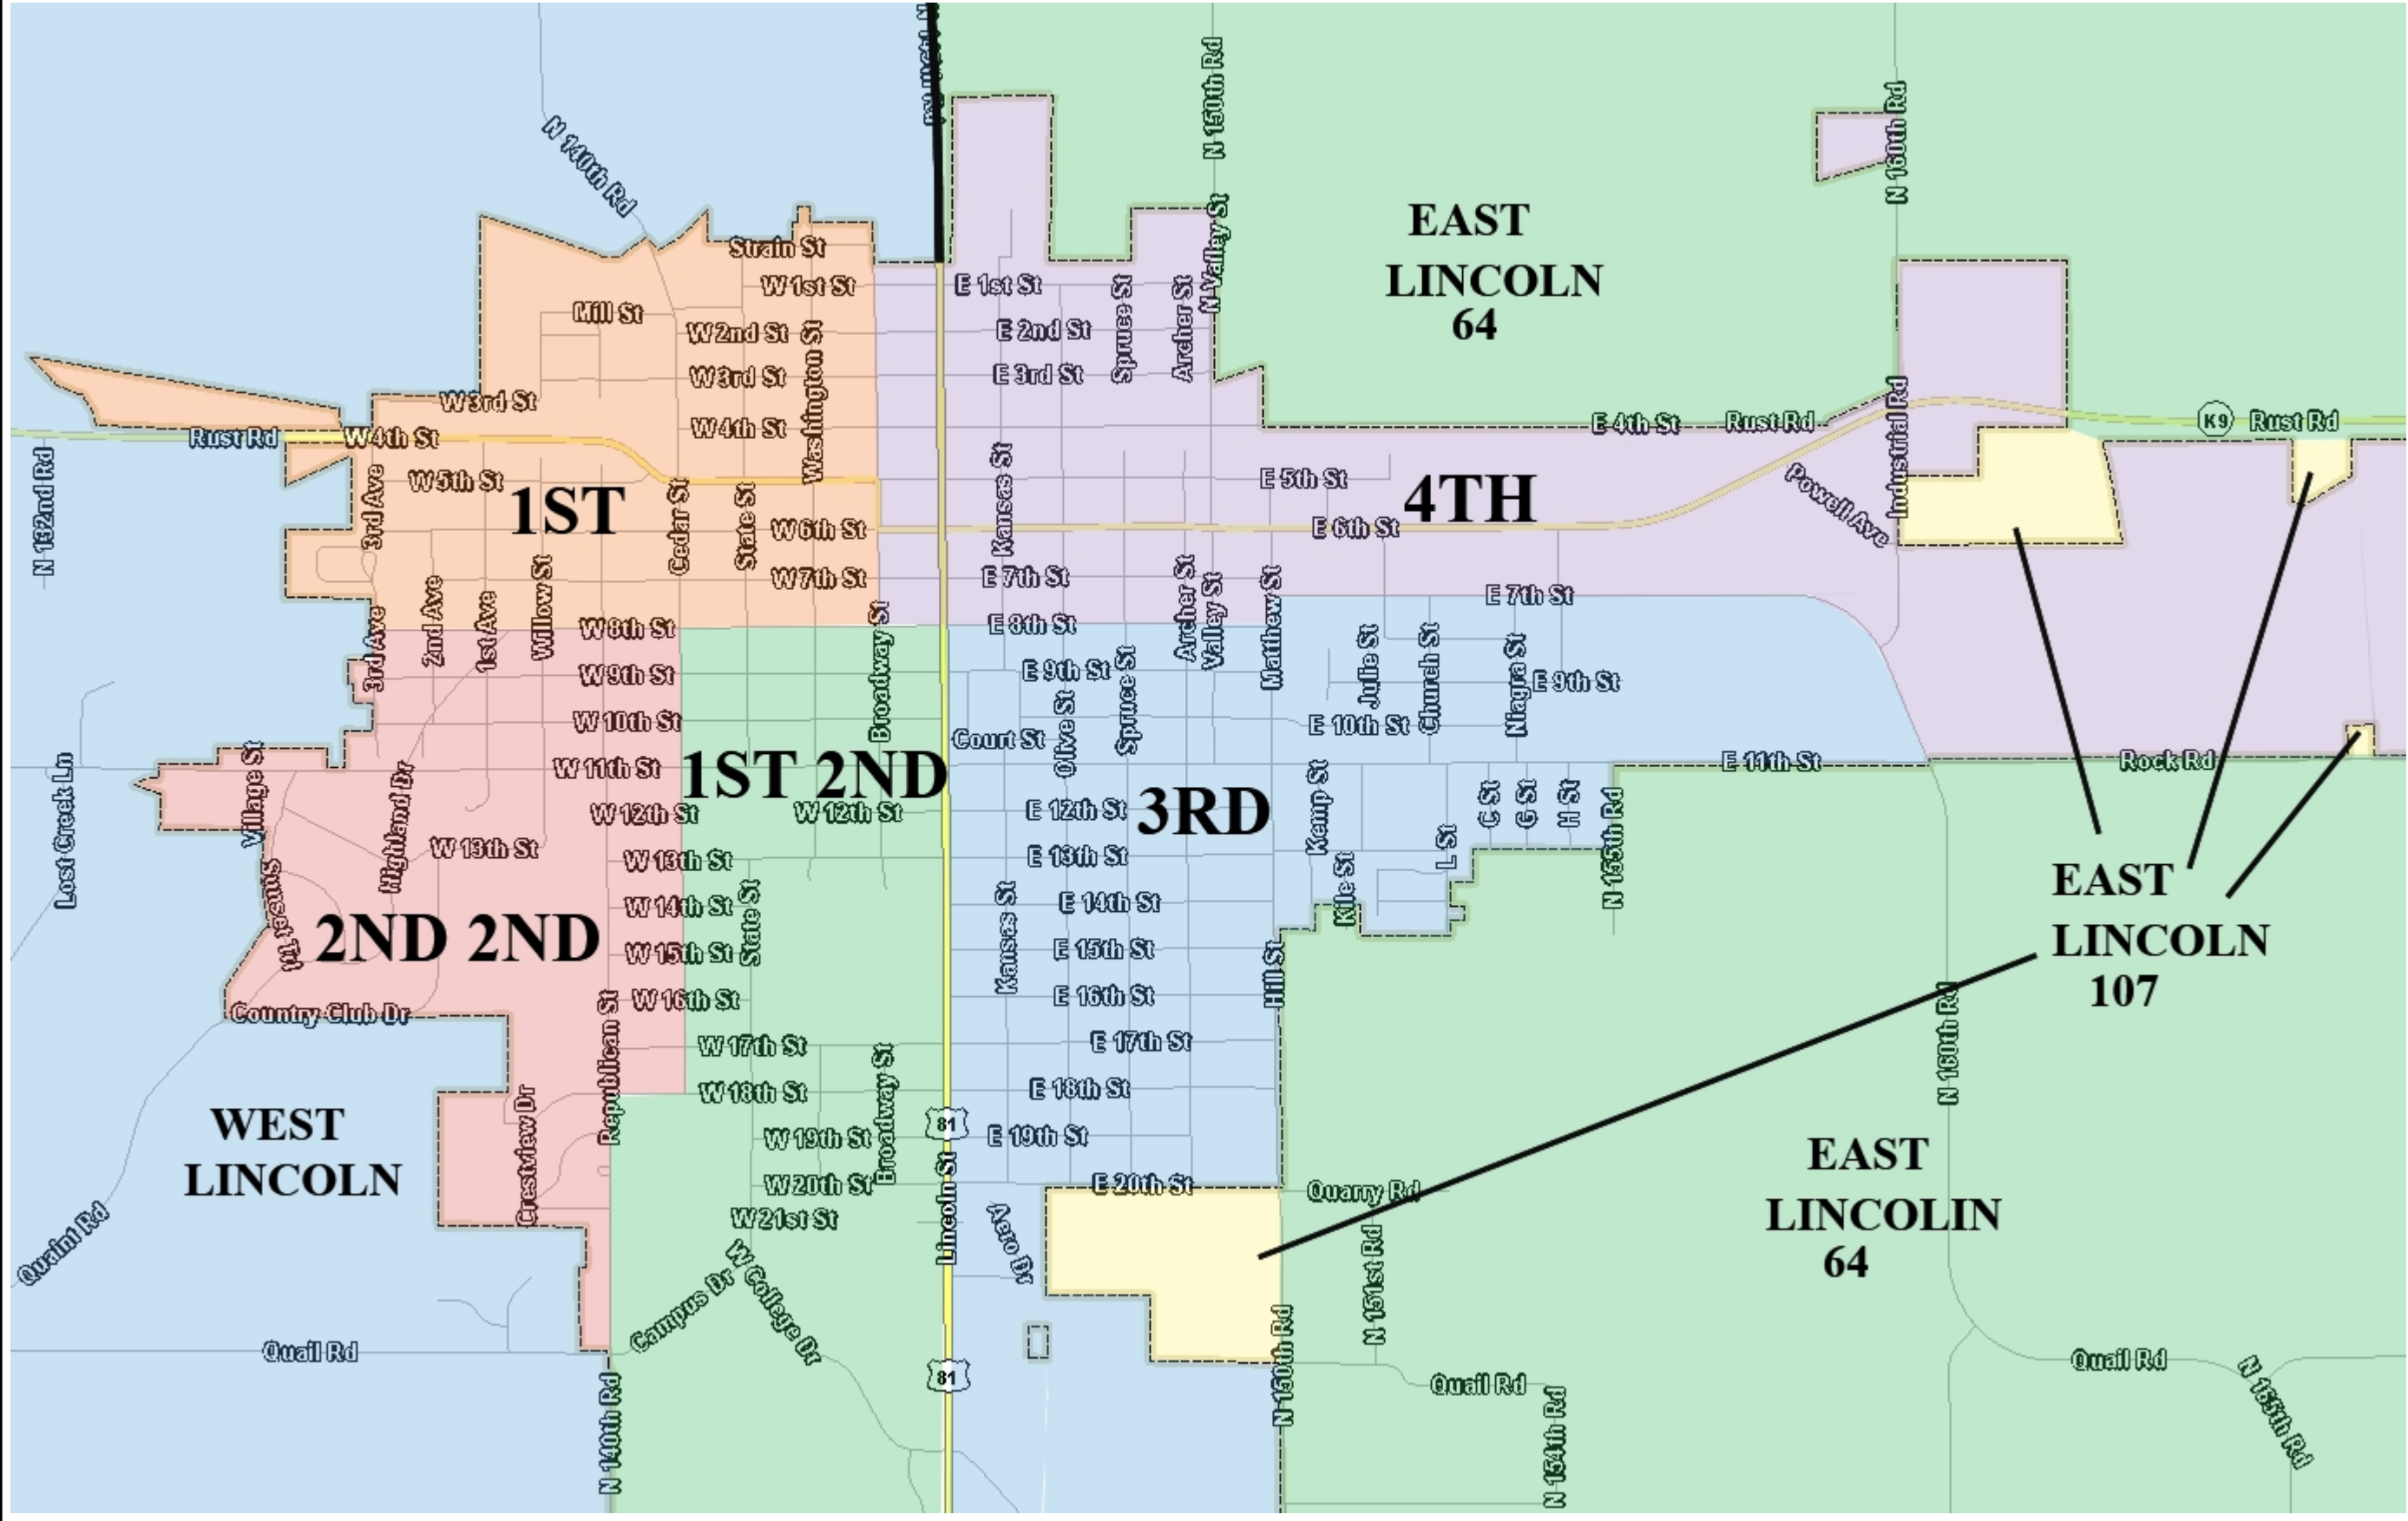 N 150th Rd
N 160th Rd
N 140th Rd
EAST
LINCOLN
64
Strain St
N Valley St
W 1st St
E 1st St
Spruce St
Archer St
Mill St
W 2nd St
Washington St
E 2nd St
W 3rd St
E 3rd St
W 3rd St
Industrial Rd
Rust Rd
W 4th St
W 4th St
E 4th St
Rust Rd
K9
Rust Rd
N 132nd Rd
3rd Ave
W 5th St
1ST
Cedar St
State St
Kansas St
E 5th St
4TH
Powell Ave
W 6th St
E 6th St
W 7th St
E 7th St
E 7th St
2nd Ave
1st Ave
Willow St
3rd Ave
W 8th St
Broadway St
E 8th St
Archer St
Valley St
Matthew St
Julie St
Church St
Niagra St
W 9th St
E 9th St
Spruce St
E 9th St
W 10th St
Olive St
E 10th St
Court St
Lost Creek Ln
Village St
Highland Dr
W 11th St
1ST 2ND
E 11th St
Rock Rd
W 12th St
W 12th St
E 12th St
3RD
Kemp St
C St
G St
H St
N 155th Rd
W 13th St
W 13th St
E 13th St
L St
Kile St
Sunset Trl
2ND 2ND
W 14th St
State St
Kansas St
E 14th St
EAST
LINCOLN
107
W 15th St
E 15th St
Hill St
Country Club Dr
W 16th St
E 16th St
N 160th Rd
Republican St
W 17th St
E 17th St
Broadway St
W 18th St
E 18th St
WEST
LINCOLN
Crestview Dr
W 19th St
81
E 19th St
EAST
LINCOLIN
64
W 20th St
Lincoln St
E 20th St
Quarry Rd
Quaint Rd
W 21st St
Aero Dr
N 151st Rd
Campus Dr
W College Dr
Quail Rd
81
N 150th Rd
Quail Rd
Quail Rd
N 140th Rd
N 154th Rd
N 165th Rd